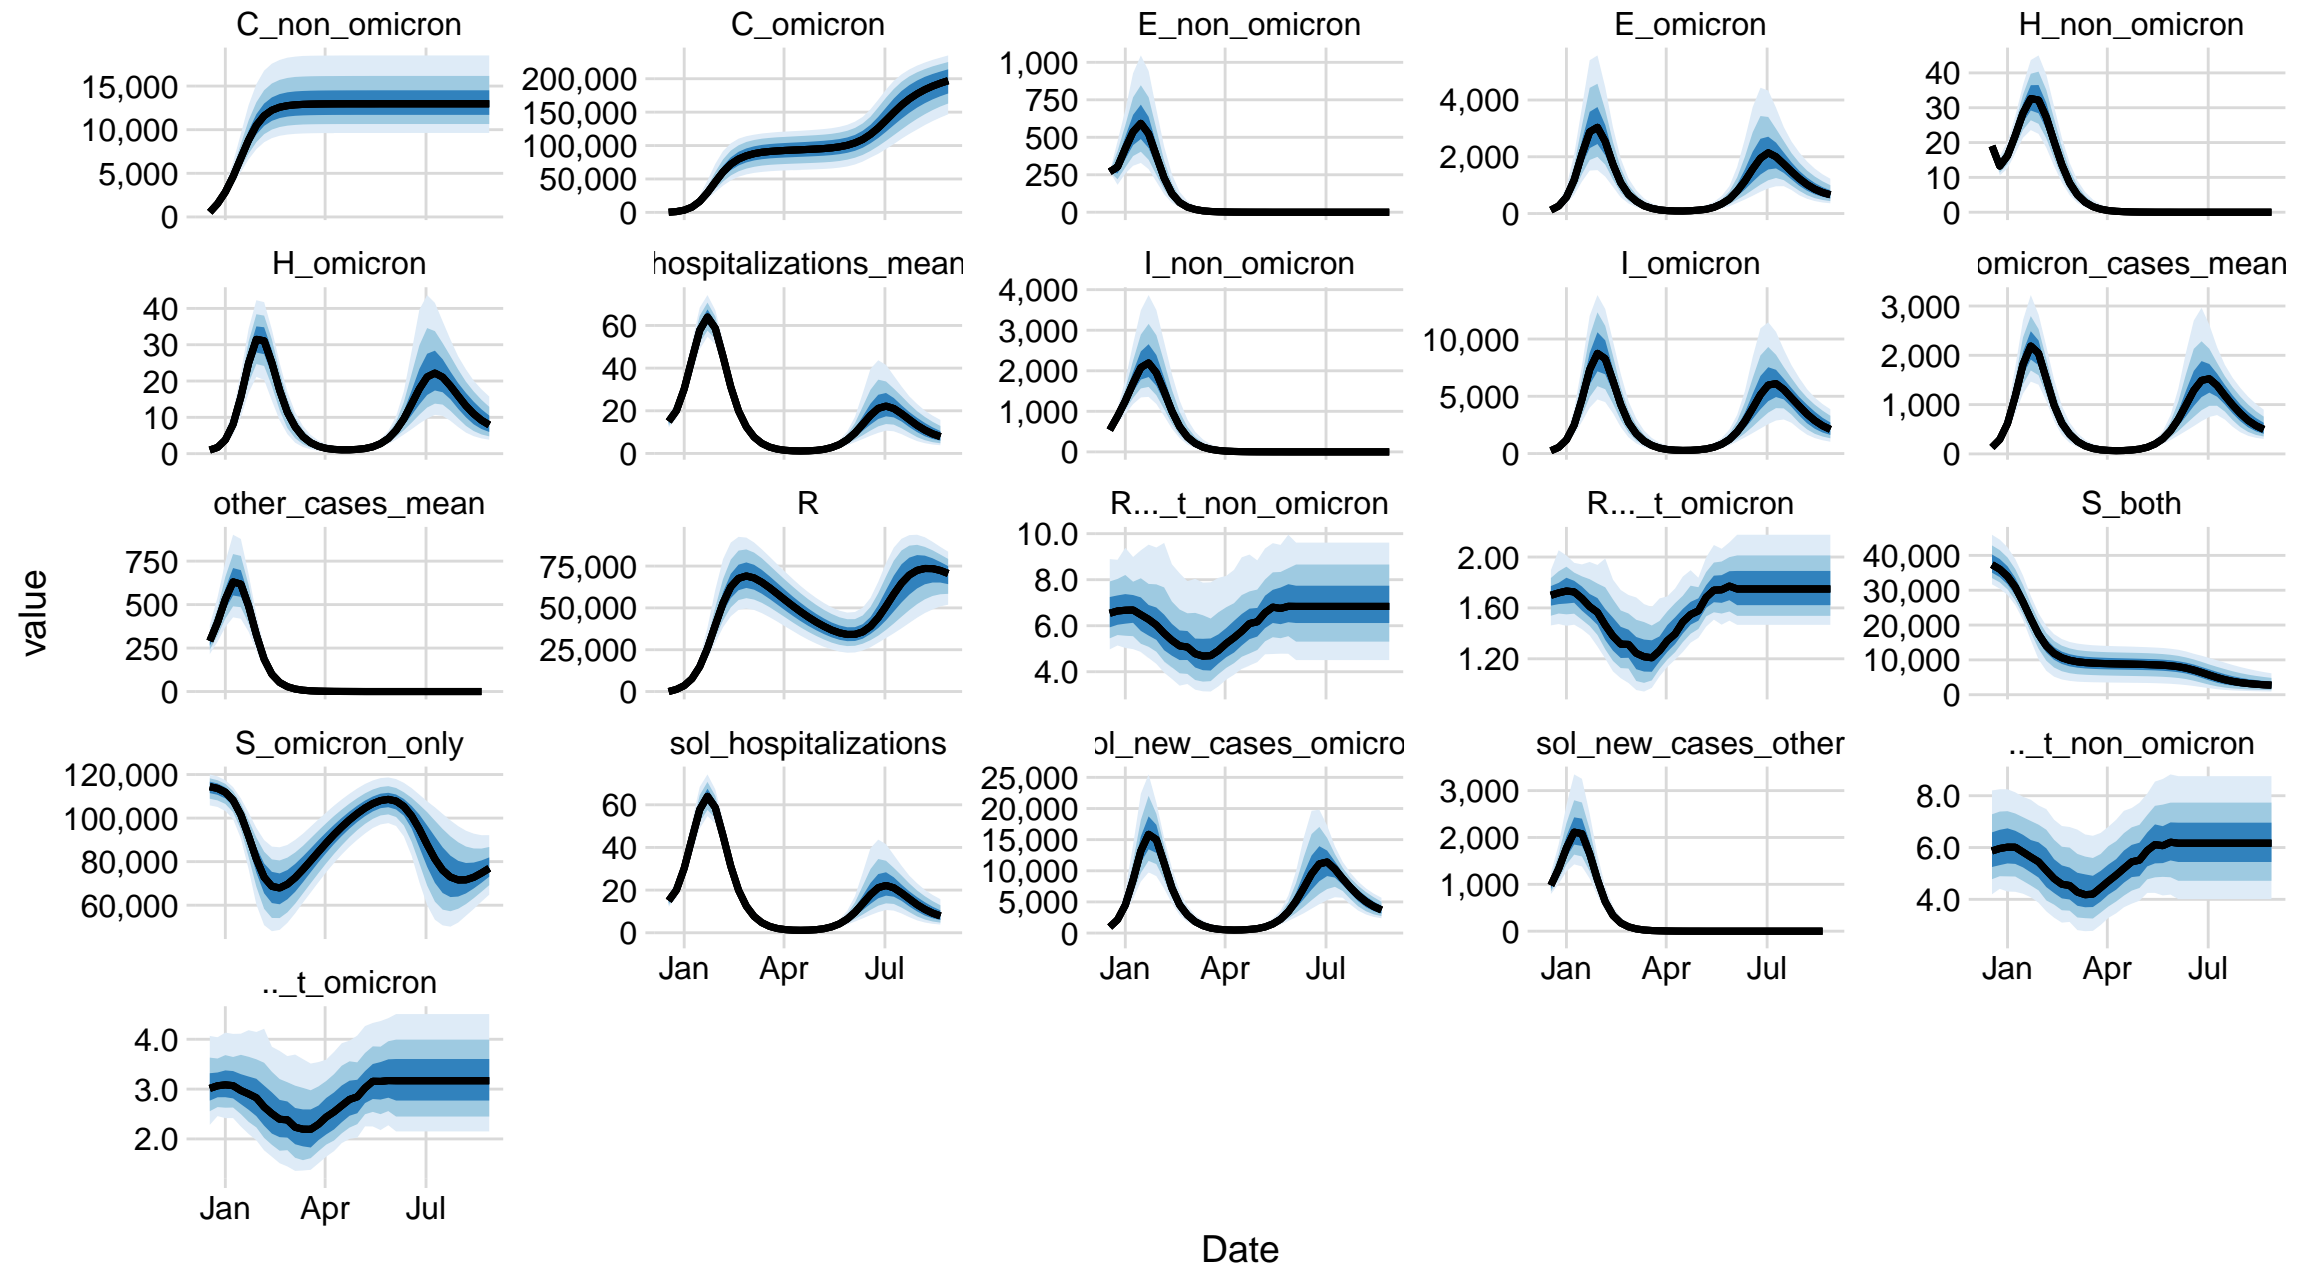 C_non_omicron C_omicron E_non_omicron E_omicron H_non_omicron
15,000 10,000 5,000 0
200,000 150,000 100,000 50,000 0
1,000 750 500 250 0
4,000 2,000 0
40 30 20 10 0
H_omicron hospitalizations_mean I_non_omicron I_omicron omicron_cases_mean
40 30 20 10 0
60 40 20 0
4,000 3,000 2,000 1,000 0
10,000 5,000 0
3,000 2,000 1,000 0
other_cases_mean R R..._t_non_omicron R..._t_omicron S_both
750 500 250 0
75,000 50,000 25,000 0
10.0 8.0 6.0 4.0
2.00 1.60 1.20
40,000 30,000 20,000 10,000 0
S_omicron_only sol_hospitalizations ol_new_cases_omicro sol_new_cases_other .._t_non_omicron
120,000 100,000 80,000 60,000
60 40 20 0
25,000 20,000 15,000 10,000 5,000 0
3,000 2,000 1,000 0
8.0 6.0 4.0
Jan Apr Jul Jan Apr Jul Jan Apr Jul Jan Apr Jul
.._t_omicron
4.0 3.0 2.0
Jan Apr Jul
value
Date